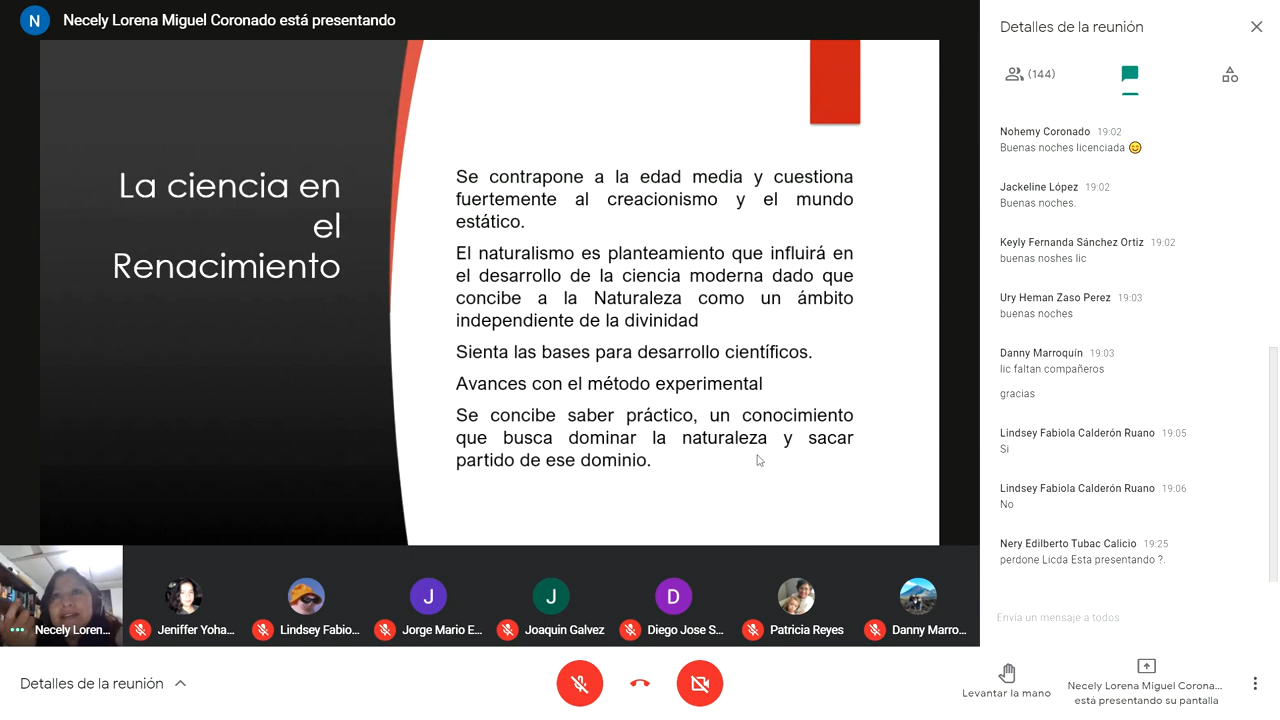 N
Necely Lorena Miguel Coronado está presentando
La ciencia en
el
Renacimiento
Se contrapone a la edad media y cuestiona
fuertemente al creacionismo y el mundo
estático.
El naturalismo es planteamiento que influirá en
el desarrollo de la ciencia moderna dado que
concibe a la Naturaleza como un ámbito
independiente de la divinidad
Sienta las bases para desarrollo científicos.
Avances con el método experimental
Se concibe saber práctico, un conocimiento
que busca dominar la naturaleza y sacar
partido de ese dominio.
Necely Loren...
Jeniffer Yoha...
Lindsey Fabio...
J
Jorge Mario E...
J
Joaquin Galvez
D
Diego Jose S...
Patricia Reyes
Danny Marro...
Detalles de la reunión
(144)
Nohemy Coronado 19:02
Buenas noches licenciada 😊
Jackeline López 19:02
Buenas noches.
Keyly Fernanda Sánchez Ortiz 19:02
buenas noshes lic
Ury Heman Zaso Perez 19:03
buenas noches
Danny Marroquín 19:03
lic faltan compañeros
gracias
Lindsey Fabiola Calderón Ruano 19:05
Si
Lindsey Fabiola Calderón Ruano 19:06
No
Nery Edilberto Tubac Calicio 19:25
perdone Licda Esta presentando ?.
Envía un mensaje a todos
Detalles de la reunión
Levantar la mano
Necely Lorena Miguel Corona...
está presentando su pantalla